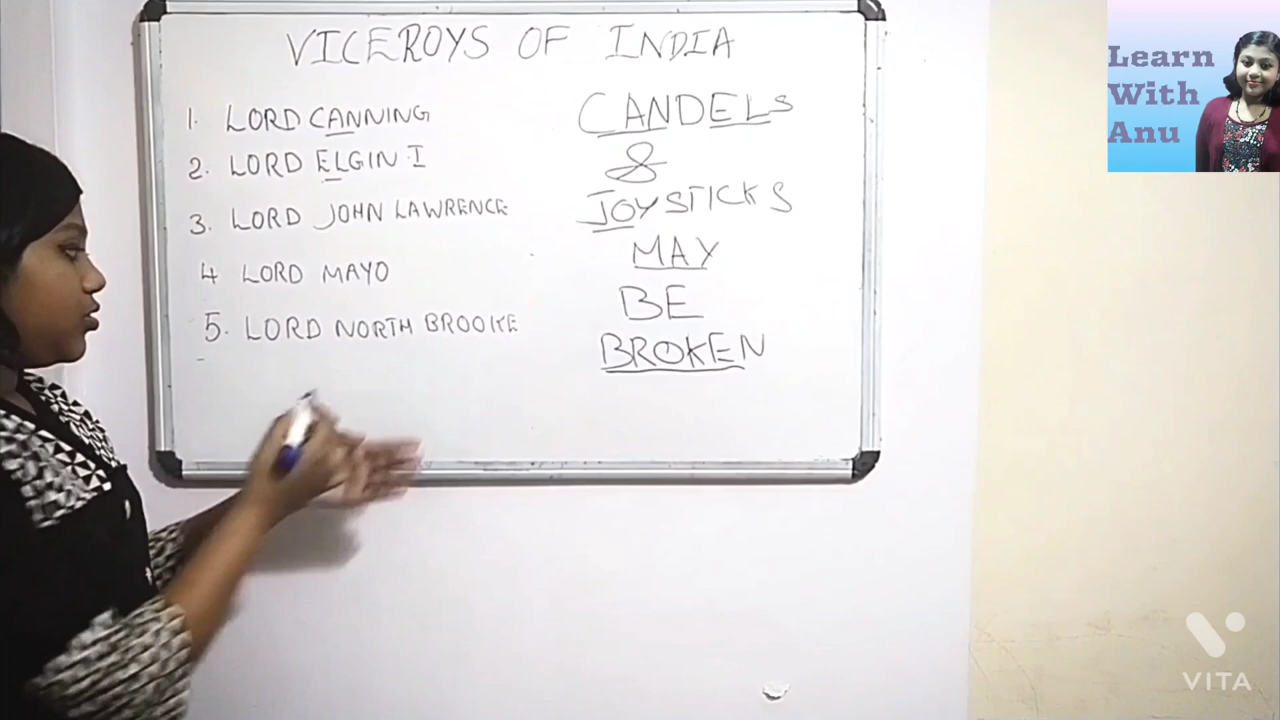 VICEROYS OF INDIA
1. LORD CANNING
2. LORD ELGIN I
3. LORD JOHN LAWRENCE
4 LORD MAYO
5. LORD NORTH BROOKE
CANDELS
&
JOYSTICKS
MAY
BE
BROKEN
Learn
With
Anu
VITA